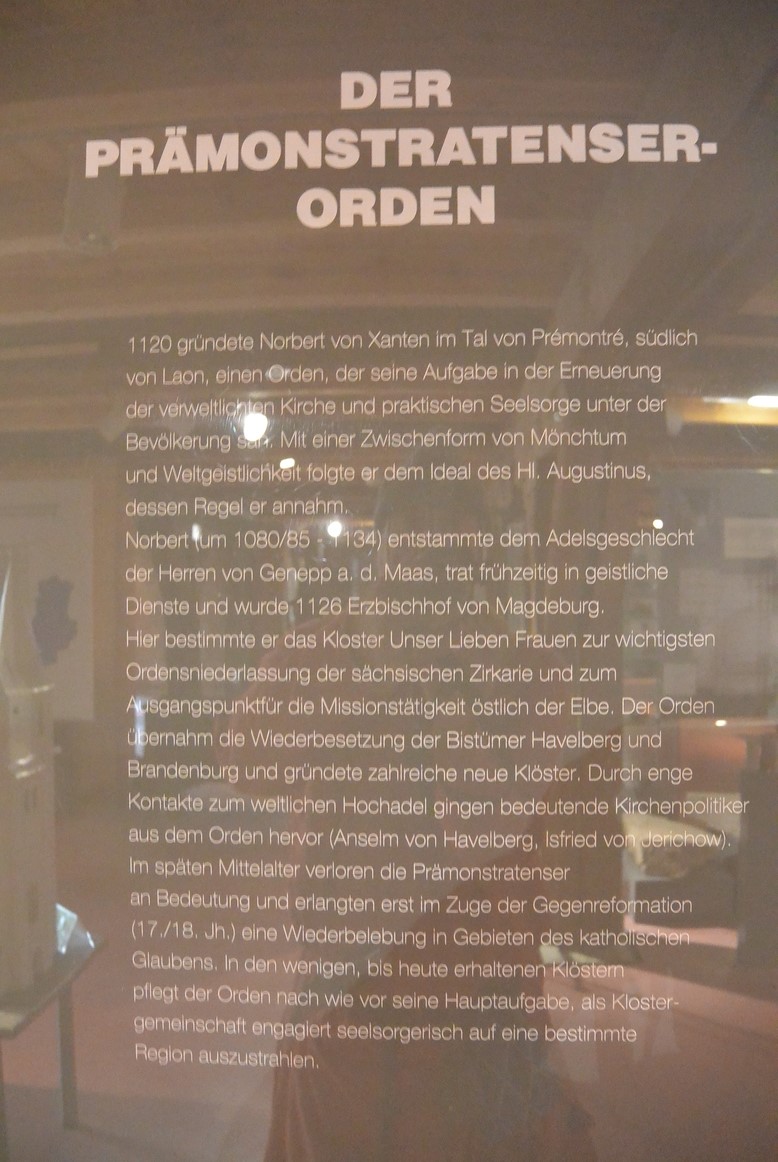 DER
PRÄMONSTRATENSER-
ORDEN
1120 gründete Norbert von Xanten im Tal von Prémontré, südlich
von Laon, einen Orden, der seine Aufgabe in der Erneuerung
der verweltlichten Kirche und praktischen Seelsorge unter der
Bevölkerung sah. Mit einer Zwischenform von Mönchtum
und Weltgeistlichkeit folgte er dem Ideal des Hl. Augustinus,
dessen Regel er annahm.
Norbert (um 1080/85 - 1134) entstammte dem Adelsgeschlecht
der Herren von Genepp a. d. Maas, trat frühzeitig in geistliche
Dienste und wurde 1126 Erzbischhof von Magdeburg.
Hier bestimmte er das Kloster Unser Lieben Frauen zur wichtigsten
Ordensniederlassung der sächsischen Zirkarie und zum
Ausgangspunktfür die Missionstätigkeit östlich der Elbe. Der Orden
übernahm die Wiederbesetzung der Bistümer Havelberg und
Brandenburg und gründete zahlreiche neue Klöster. Durch enge
Kontakte zum weltlichen Hochadel gingen bedeutende Kirchenpolitiker
aus dem Orden hervor (Anselm von Havelberg, Isfried von Jerichow).
Im späten Mittelalter verloren die Prämonstratenser
an Bedeutung und erlangten erst im Zuge der Gegenreformation
(17./18. Jh.) eine Wiederbelebung in Gebieten des katholischen
Glaubens. In den wenigen, bis heute erhaltenen Klöstern
pflegt der Orden nach wie vor seine Hauptaufgabe, als Kloster-
gemeinschaft engagiert seelsorgerisch auf eine bestimmte
Region auszustrahlen.